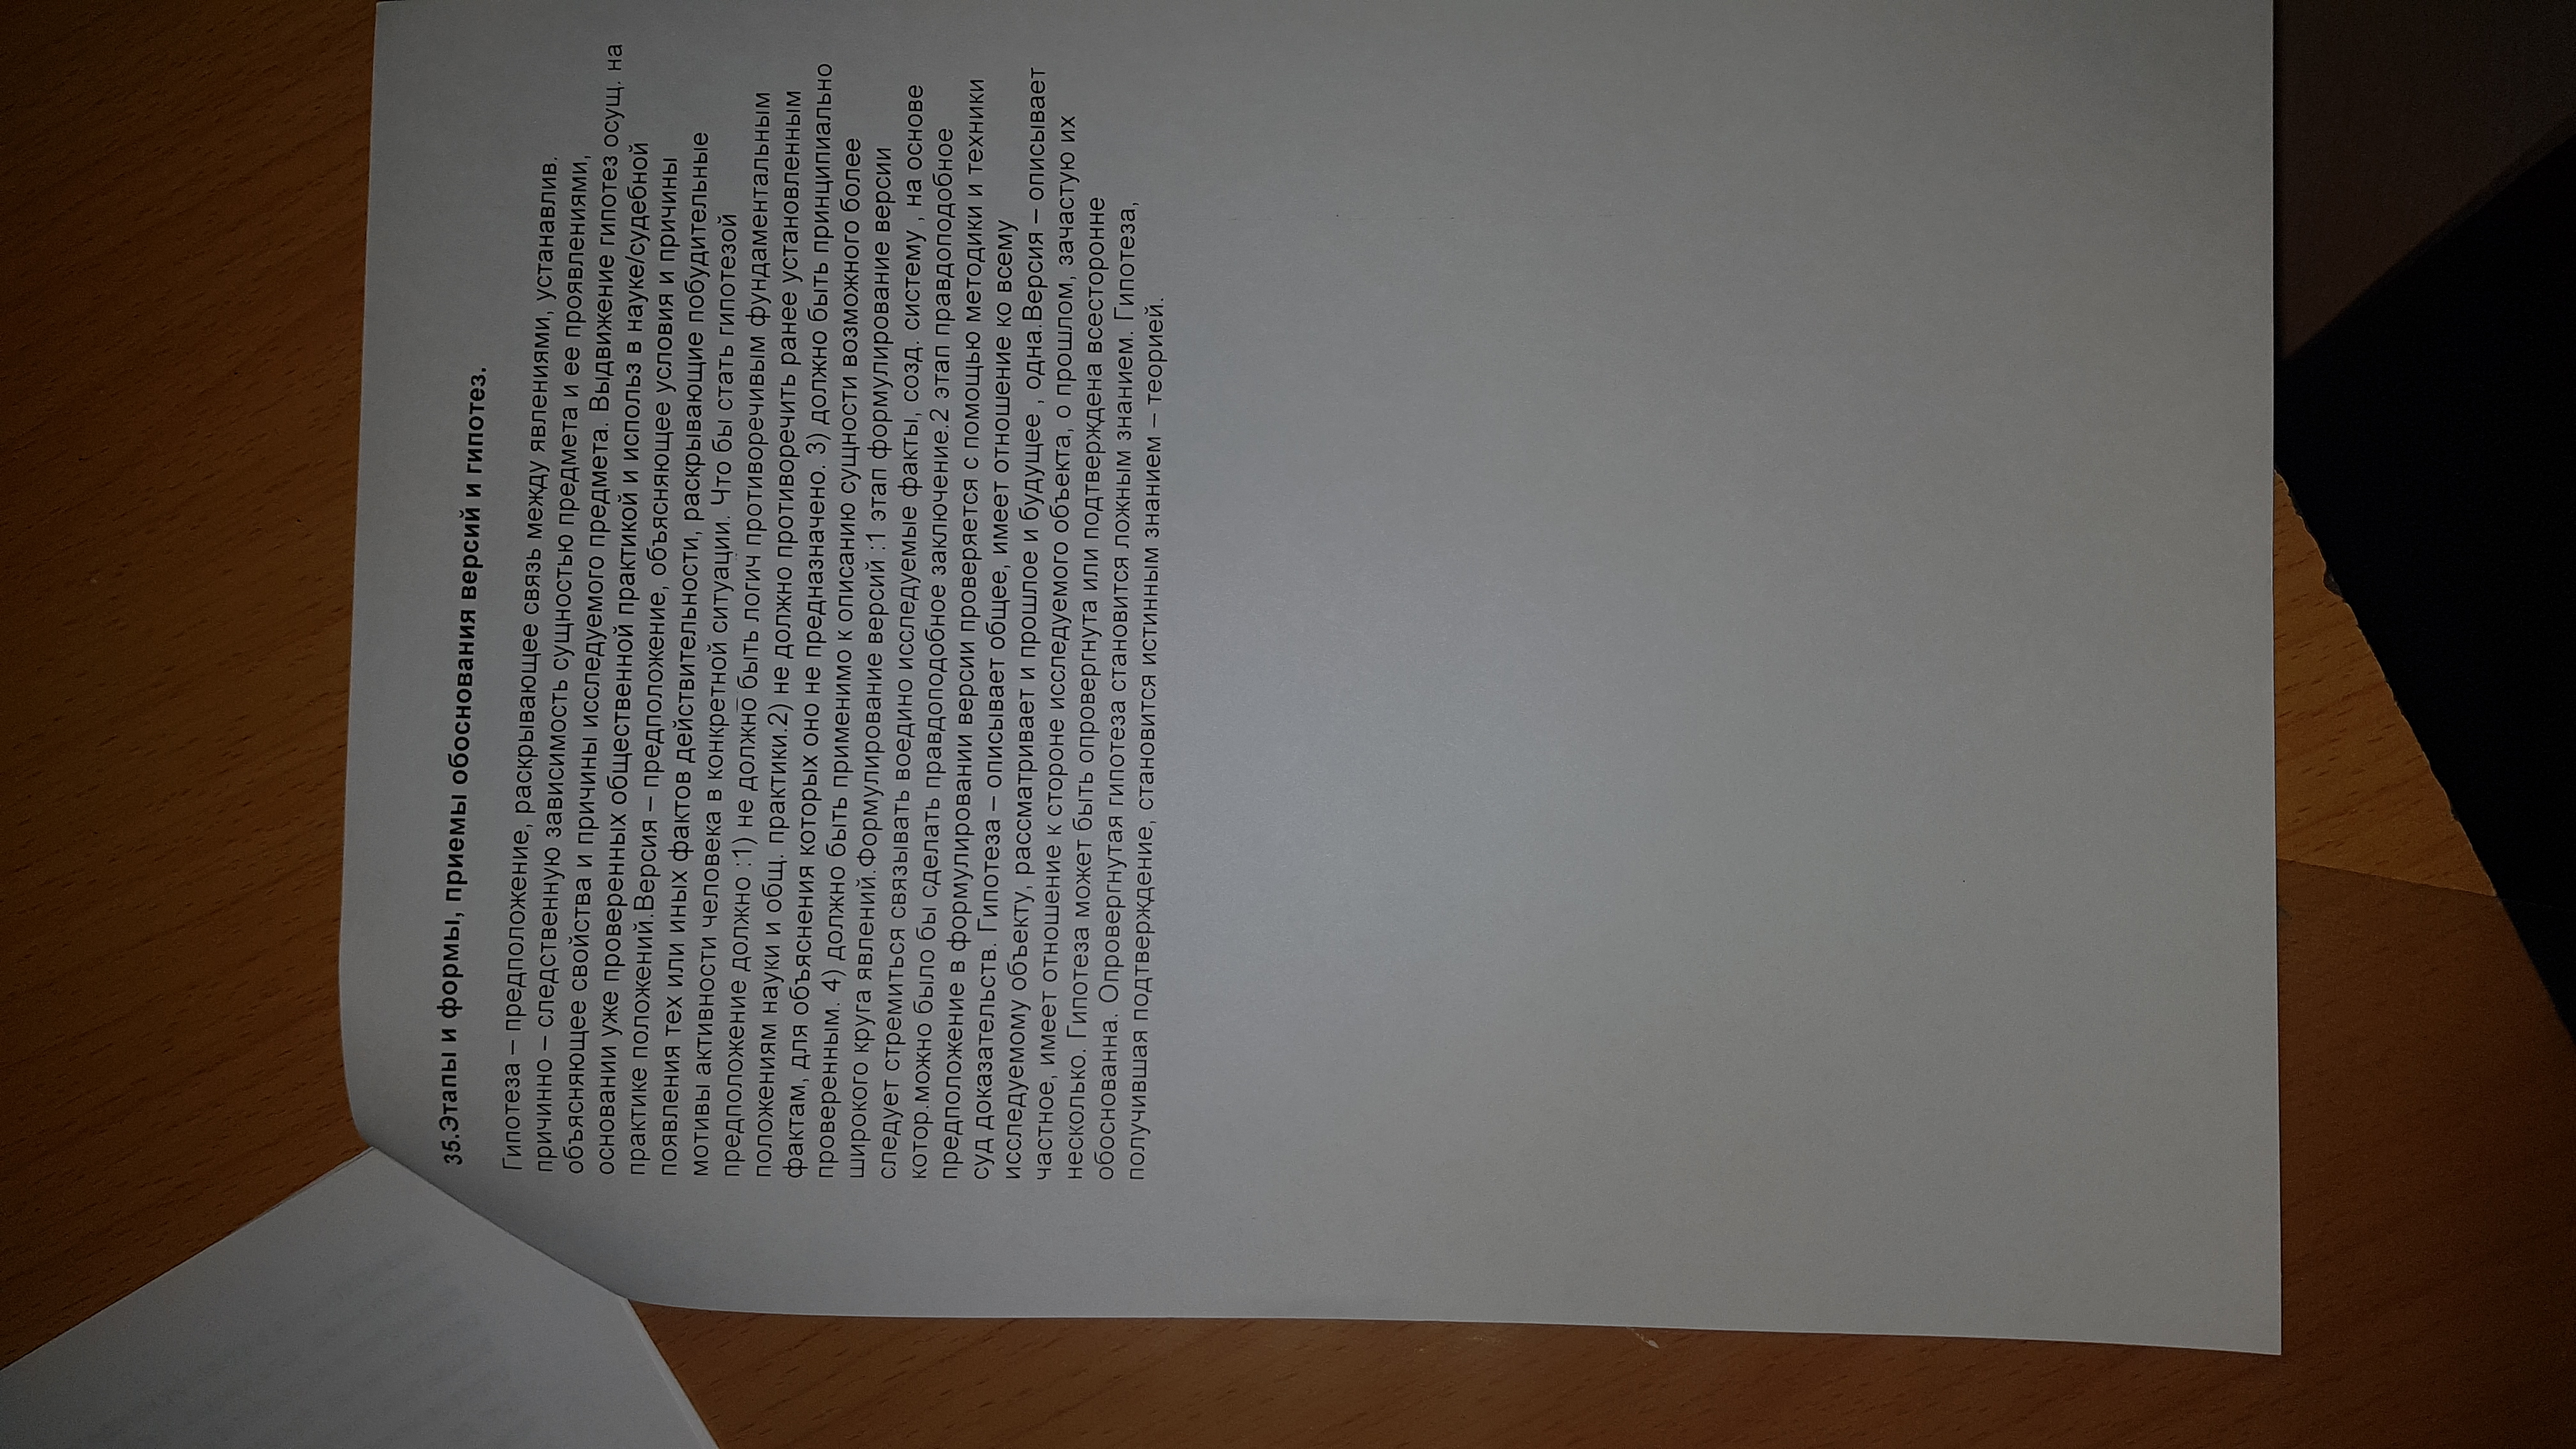 35.Этапы и формы, приемы обоснования версий и гипотез.
Гипотеза – предположение, раскрывающее связь между явлениями, устанавлив.
причинно – следственную зависимость сущностью предмета и ее проявлениями,
объясняющее свойства и причины исследуемого предмета. Выдвижение гипотез осущ. на
основании уже проверенных общественной практикой и использ в науке/судебной
практике положений.Версия – предположение, объясняющее условия и причины
появления тех или иных фактов действительности, раскрывающие побудительные
мотивы активности человека в конкретной ситуации. Что бы стать гипотезой
предположение должно :1) не должно быть логич противоречивым фундаментальным
положениям науки и общ. практики.2) не должно противоречить ранее установленным
фактам, для объяснения которых оно не предназначено. 3) должно быть принципиально
проверенным. 4) должно быть применимо к описанию сущности возможного более
широкого круга явлений.Формулирование версий :1 этап формулирование версии
следует стремиться связывать воедино исследуемые факты, созд. систему , на основе
котор.можно было бы сделать правдоподобное заключение.2 этап правдоподобное
предположение в формулировании версии проверяется с помощью методики и техники
суд доказательств. Гипотеза – описывает общее, имеет отношение ко всему
исследуемому объекту, рассматривает и прошлое и будущее , одна.Версия – описывает
частное, имеет отношение к стороне исследуемого объекта, о прошлом, зачастую их
несколько. Гипотеза может быть опровергнута или подтверждена всесторонне
обоснованна. Опровергнутая гипотеза становится ложным знанием. Гипотеза,
получившая подтверждение, становится истинным знанием – теорией.